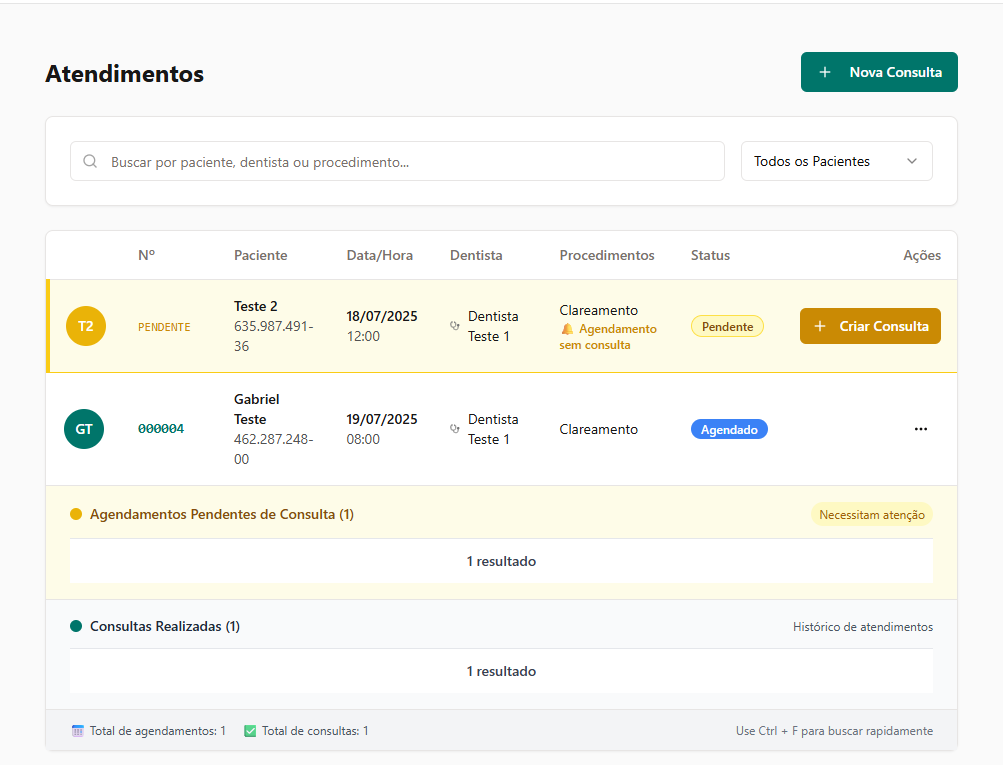 Atendimentos
+ Nova Consulta
Buscar por paciente, dentista ou procedimento...
Todos os Pacientes
Nº Paciente Data/Hora Dentista Procedimentos Status Ações
T2
PENDENTE
Teste 2
635.987.491-
36
18/07/2025
12:00
Dentista
Teste 1
Clareamento
Agendamento
sem consulta
Pendente
+ Criar Consulta
GT
000004
Gabriel
Teste
462.287.248-
00
19/07/2025
08:00
Dentista
Teste 1
Clareamento
Agendado
...
Agendamentos Pendentes de Consulta (1)
Necessitam atenção
1 resultado
Consultas Realizadas (1)
Histórico de atendimentos
1 resultado
Total de agendamentos: 1
Total de consultas: 1
Use Ctrl + F para buscar rapidamente